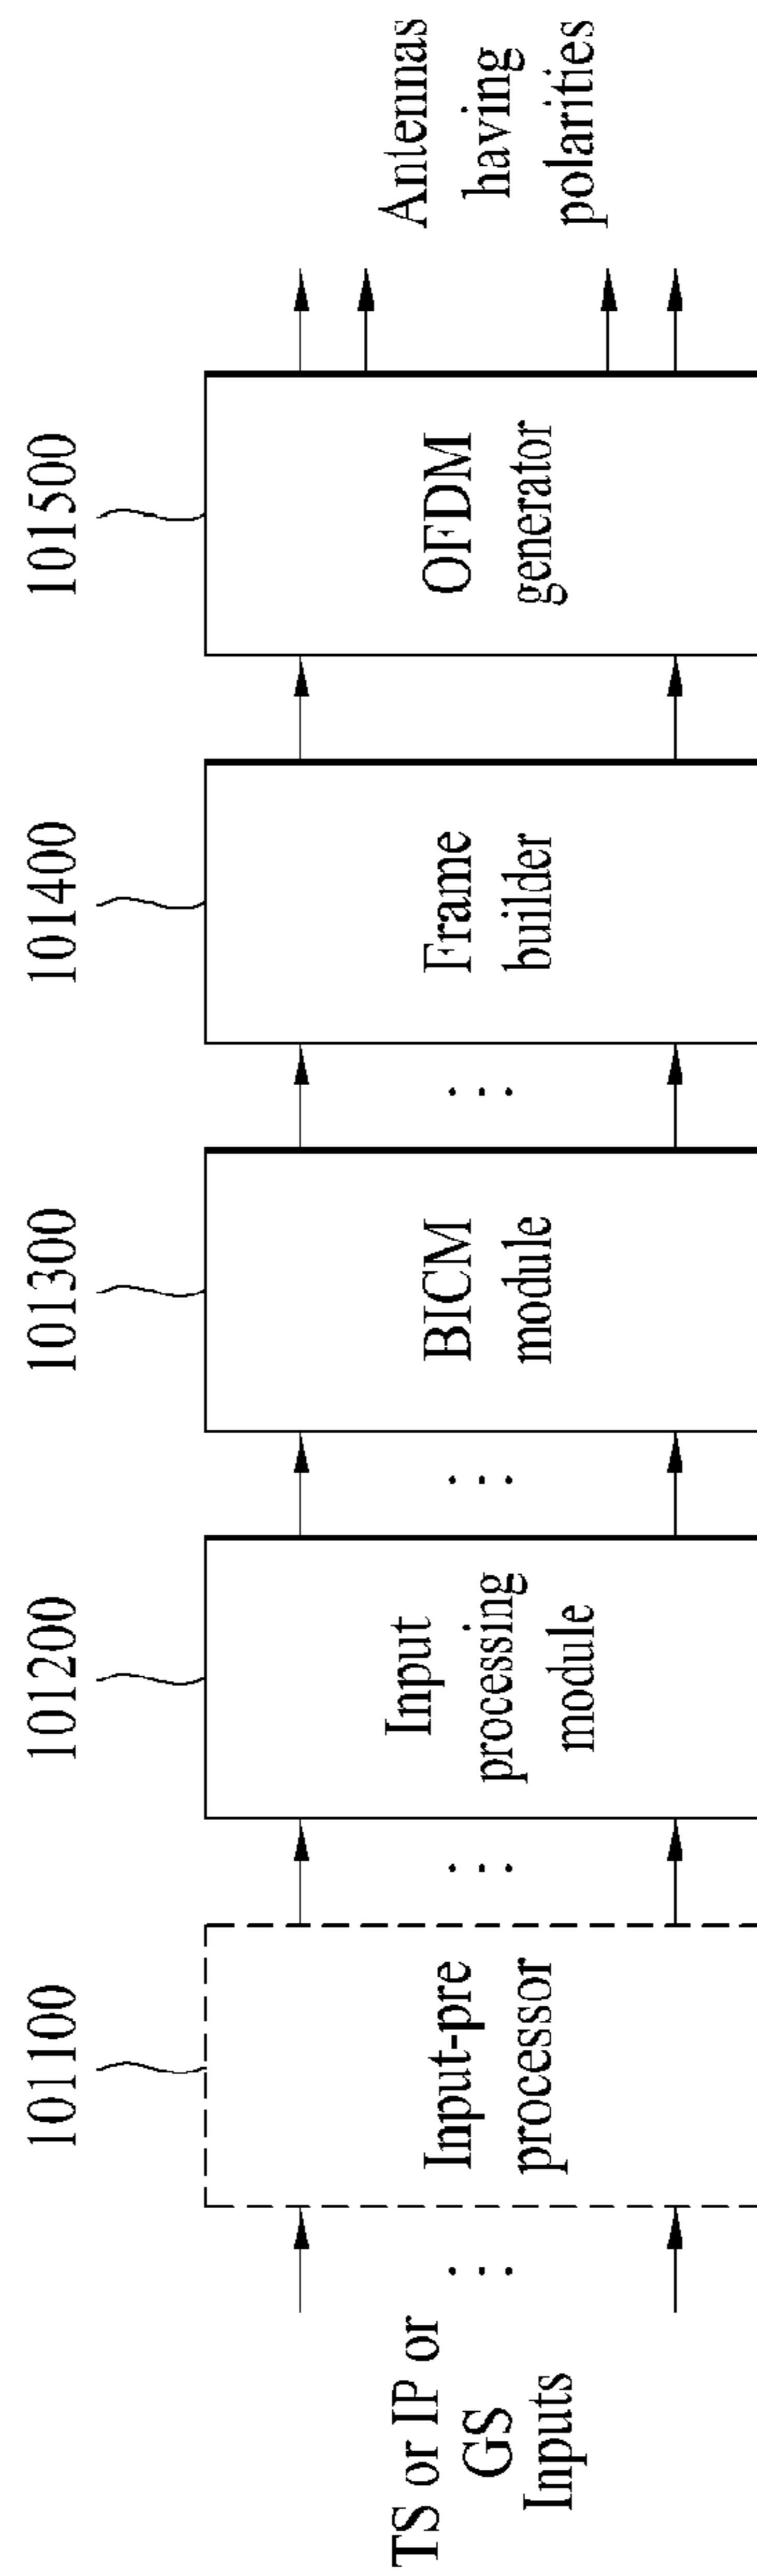 101100
101200
101300
101400
101500
TS or IP or
GS
Inputs
...
Input-pre
processor
...
Input
processing
module
...
BICM
module
...
Frame
builder
OFDM
generator
Antennas
having
polarities